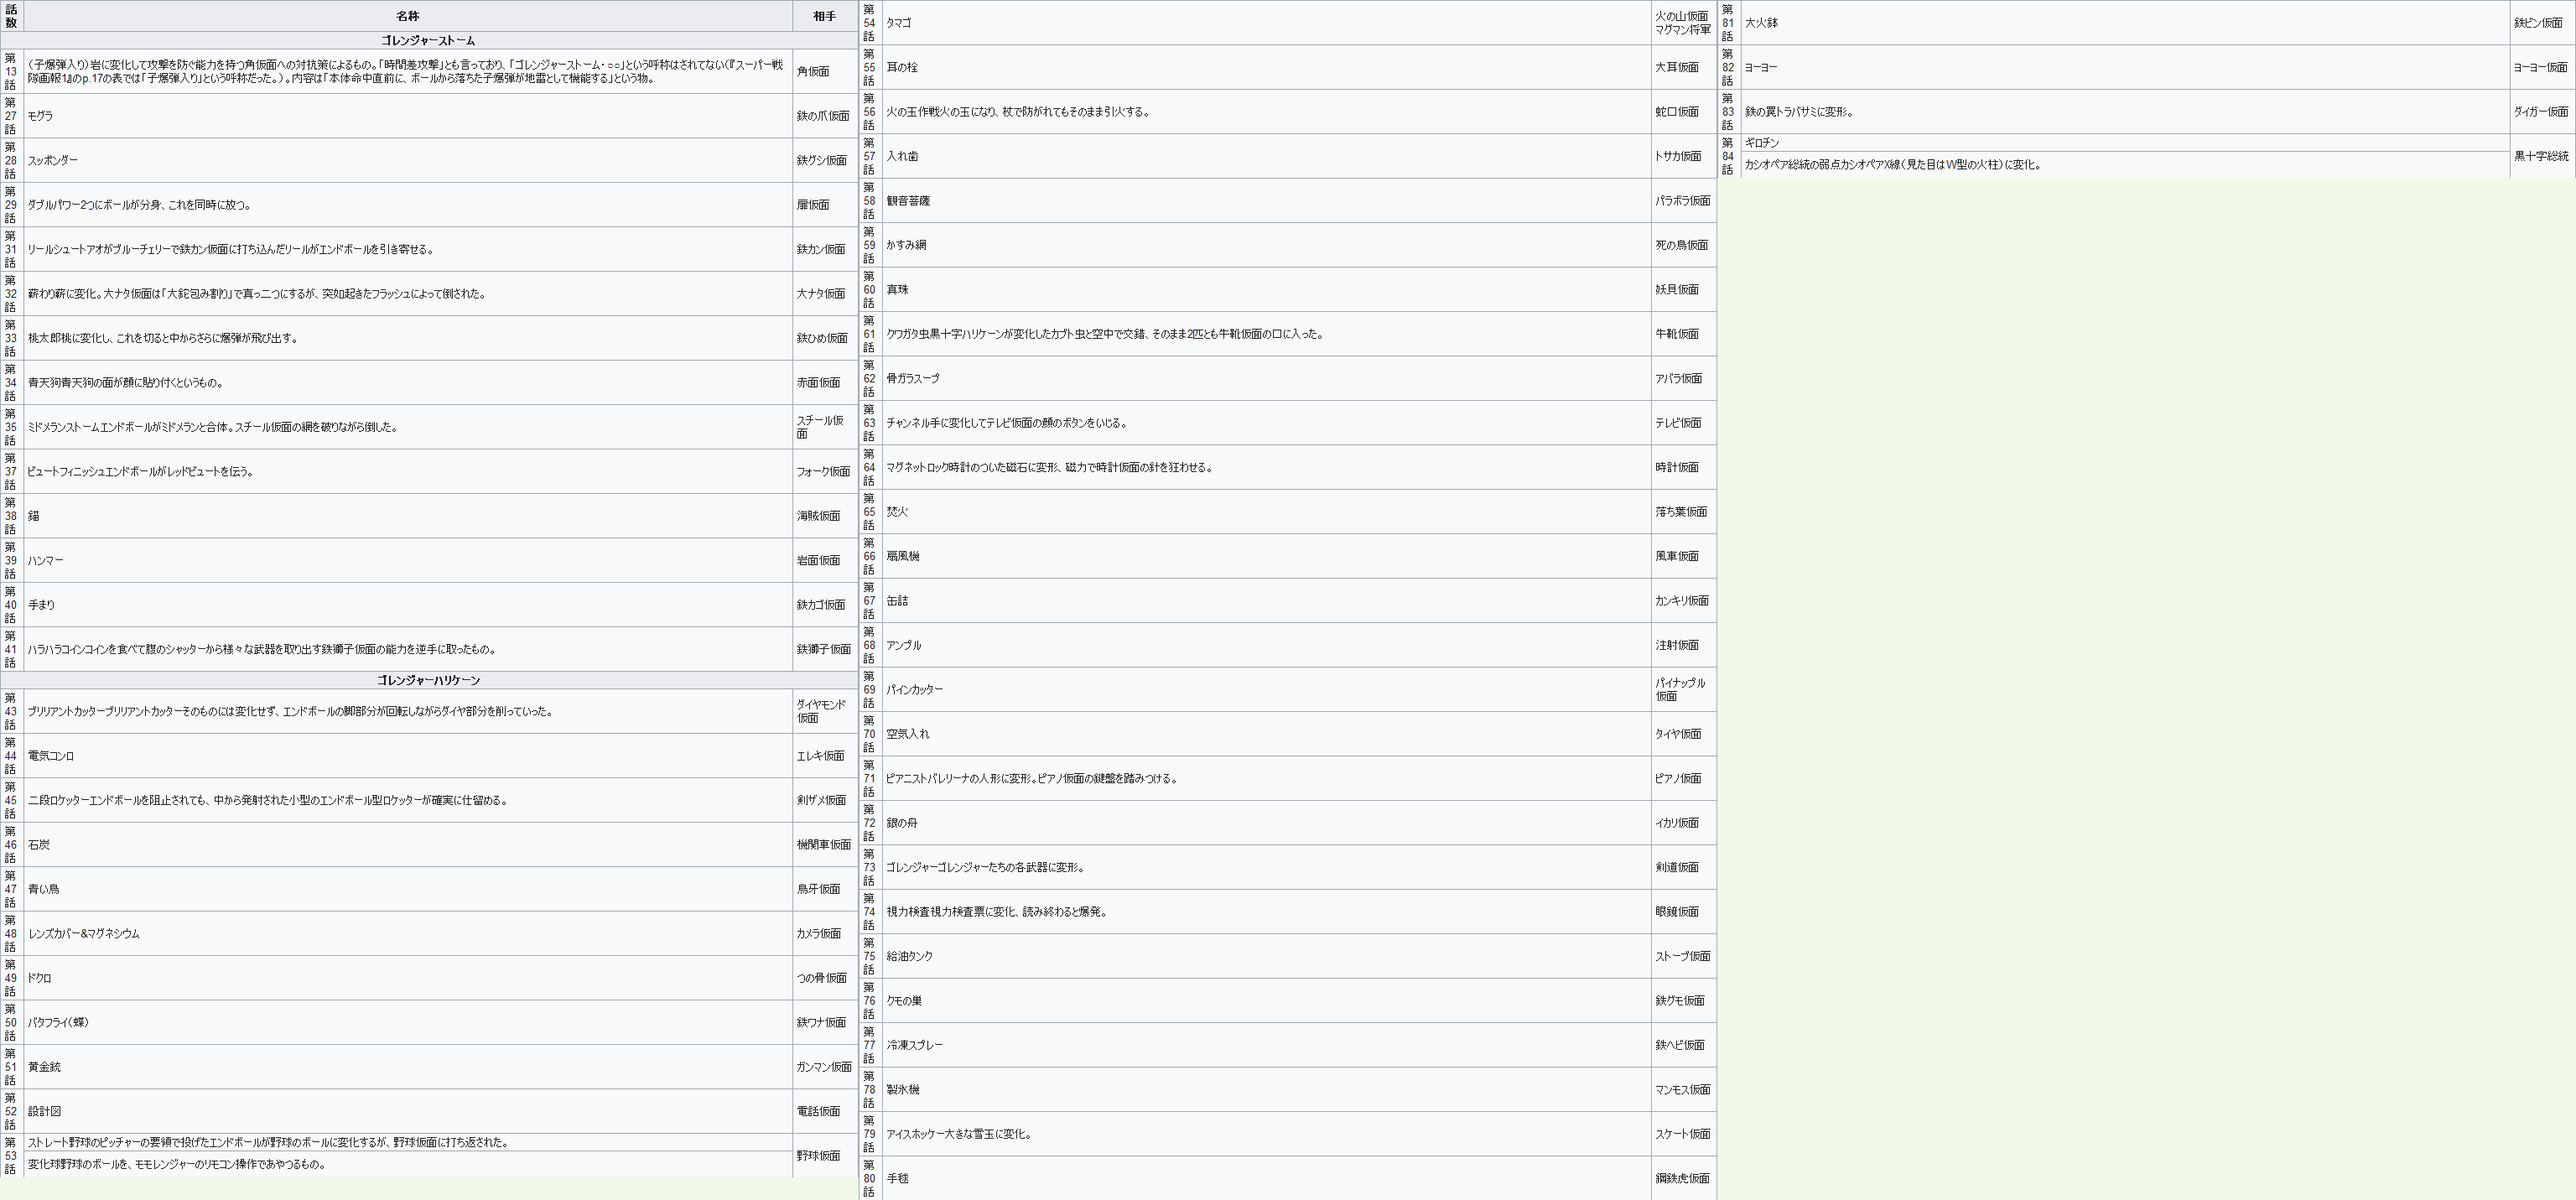 話数 名称 相手
ゴレンジャーストーム
第13話 （子爆弾入り）岩に変化して攻撃を防ぐ能力を持つ角仮面への対抗策によるもの。「時間差攻撃」とも言っており、「ゴレンジャーストーム・○○」という呼称はされてない（『スーパー戦隊画報1』のp.17の表では「子爆弾入り」という呼称だった。）。内容は「本体命中直前に、ボールから落ちた子爆弾が地雷として機能する」という物。 角仮面
第27話 モグラ 鉄の爪仮面
第28話 スッポンダー 鉄グシ仮面
第29話 ダブルパワー2つにボールが分身、これを同時に放つ。 扉仮面
第31話 リールシュートアオがブルーチェリーで鉄カン仮面に打ち込んだリールがエンドボールを引き寄せる。 鉄カン仮面
第32話 薪わり薪に変化。大ナタ仮面は「大鉈包み割り」で真っ二つにするが、突如起きたフラッシュによって倒された。 大ナタ仮面
第33話 桃太郎桃に変化し、これを切ると中からさらに爆弾が飛び出す。 鉄ひめ仮面
第34話 青天狗青天狗の面が顔に貼り付くというもの。 赤面仮面
第35話 ミドメランストームエンドボールがミドメランと合体。スチール仮面の網を破りながら倒した。 スチール仮面
第37話 ビュートフィニッシュエンドボールがレッドビュートを伝う。 フォーク仮面
第38話 錨 海賊仮面
第39話 ハンマー 岩面仮面
第40話 手まり 鉄カゴ仮面
第41話 ハラハラコインコインを食べて腹のシャッターから様々な武器を取り出す鉄獅子仮面の能力を逆手に取ったもの。 鉄獅子仮面
ゴレンジャーハリケーン
第43話 ブリリアントカッターブリリアントカッターそのものには変化せず、エンドボールの脚部分が回転しながらダイヤ部分を削っていった。 ダイヤモンド仮面
第44話 電気コンロ エレキ仮面
第45話 二段ロケッターエンドボールを阻止されても、中から発射された小型のエンドボール型ロケッターが確実に仕留める。 剣ザメ仮面
第46話 石炭 機関車仮面
第47話 青い鳥 鳥牙仮面
第48話 レンズカバー&マグネシウム カメラ仮面
第49話 ドクロ つの骨仮面
第50話 バタフライ（蝶） 鉄ワナ仮面
第51話 黄金銃 ガンマン仮面
第52話 設計図 電話仮面
第53話 ストレート野球のピッチャーの要領で投げたエンドボールが野球のボールに変化するが、野球仮面に打ち返された。 野球仮面
変化球野球のボールを、モモレンジャーのリモコン操作であやつるもの。
第54話 タマゴ 火の山仮面マグマン将軍
第55話 耳の栓 大耳仮面
第56話 火の玉作戦火の玉になり、杖で防がれてもそのまま引火する。 蛇口仮面
第57話 入れ歯 トサカ仮面
第58話 観音菩薩 パラボラ仮面
第59話 かすみ網 死の鳥仮面
第60話 真珠 妖貝仮面
第61話 クワガタ虫黒十字ハリケーンが変化したカブト虫と空中で交錯、そのまま2匹とも牛靴仮面の口に入った。 牛靴仮面
第62話 骨ガラスープ アバラ仮面
第63話 チャンネル手に変化してテレビ仮面の顔のボタンをいじる。 テレビ仮面
第64話 マグネットロック時計のついた磁石に変形、磁力で時計仮面の針を狂わせる。 時計仮面
第65話 焚火 落ち葉仮面
第66話 扇風機 風車仮面
第67話 缶詰 カンキリ仮面
第68話 アンプル 注射仮面
第69話 パインカッター パイナップル仮面
第70話 空気入れ タイヤ仮面
第71話 ピアニストバレリーナの人形に変形。ピアノ仮面の鍵盤を踏みつける。 ピアノ仮面
第72話 銀の舟 イカリ仮面
第73話 ゴレンジャーゴレンジャーたちの各武器に変形。 剣道仮面
第74話 視力検査視力検査票に変化、読み終わると爆発。 眼鏡仮面
第75話 給油タンク ストーブ仮面
第76話 クモの巣 鉄グモ仮面
第77話 冷凍スプレー 鉄ヘビ仮面
第78話 製氷機 マンモス仮面
第79話 アイスホッケー大きな雪玉に変化。 スケート仮面
第80話 手毬 鋼鉄虎仮面
第81話 大火鉢 鉄ビン仮面
第82話 ヨーヨー ヨーヨー仮面
第83話 鉄の罠トラバサミに変形。 ダイガー仮面
第84話 ギロチン 黒十字総統
カシオペア総統の弱点カシオペアX線（見た目はW型の火柱）に変化。